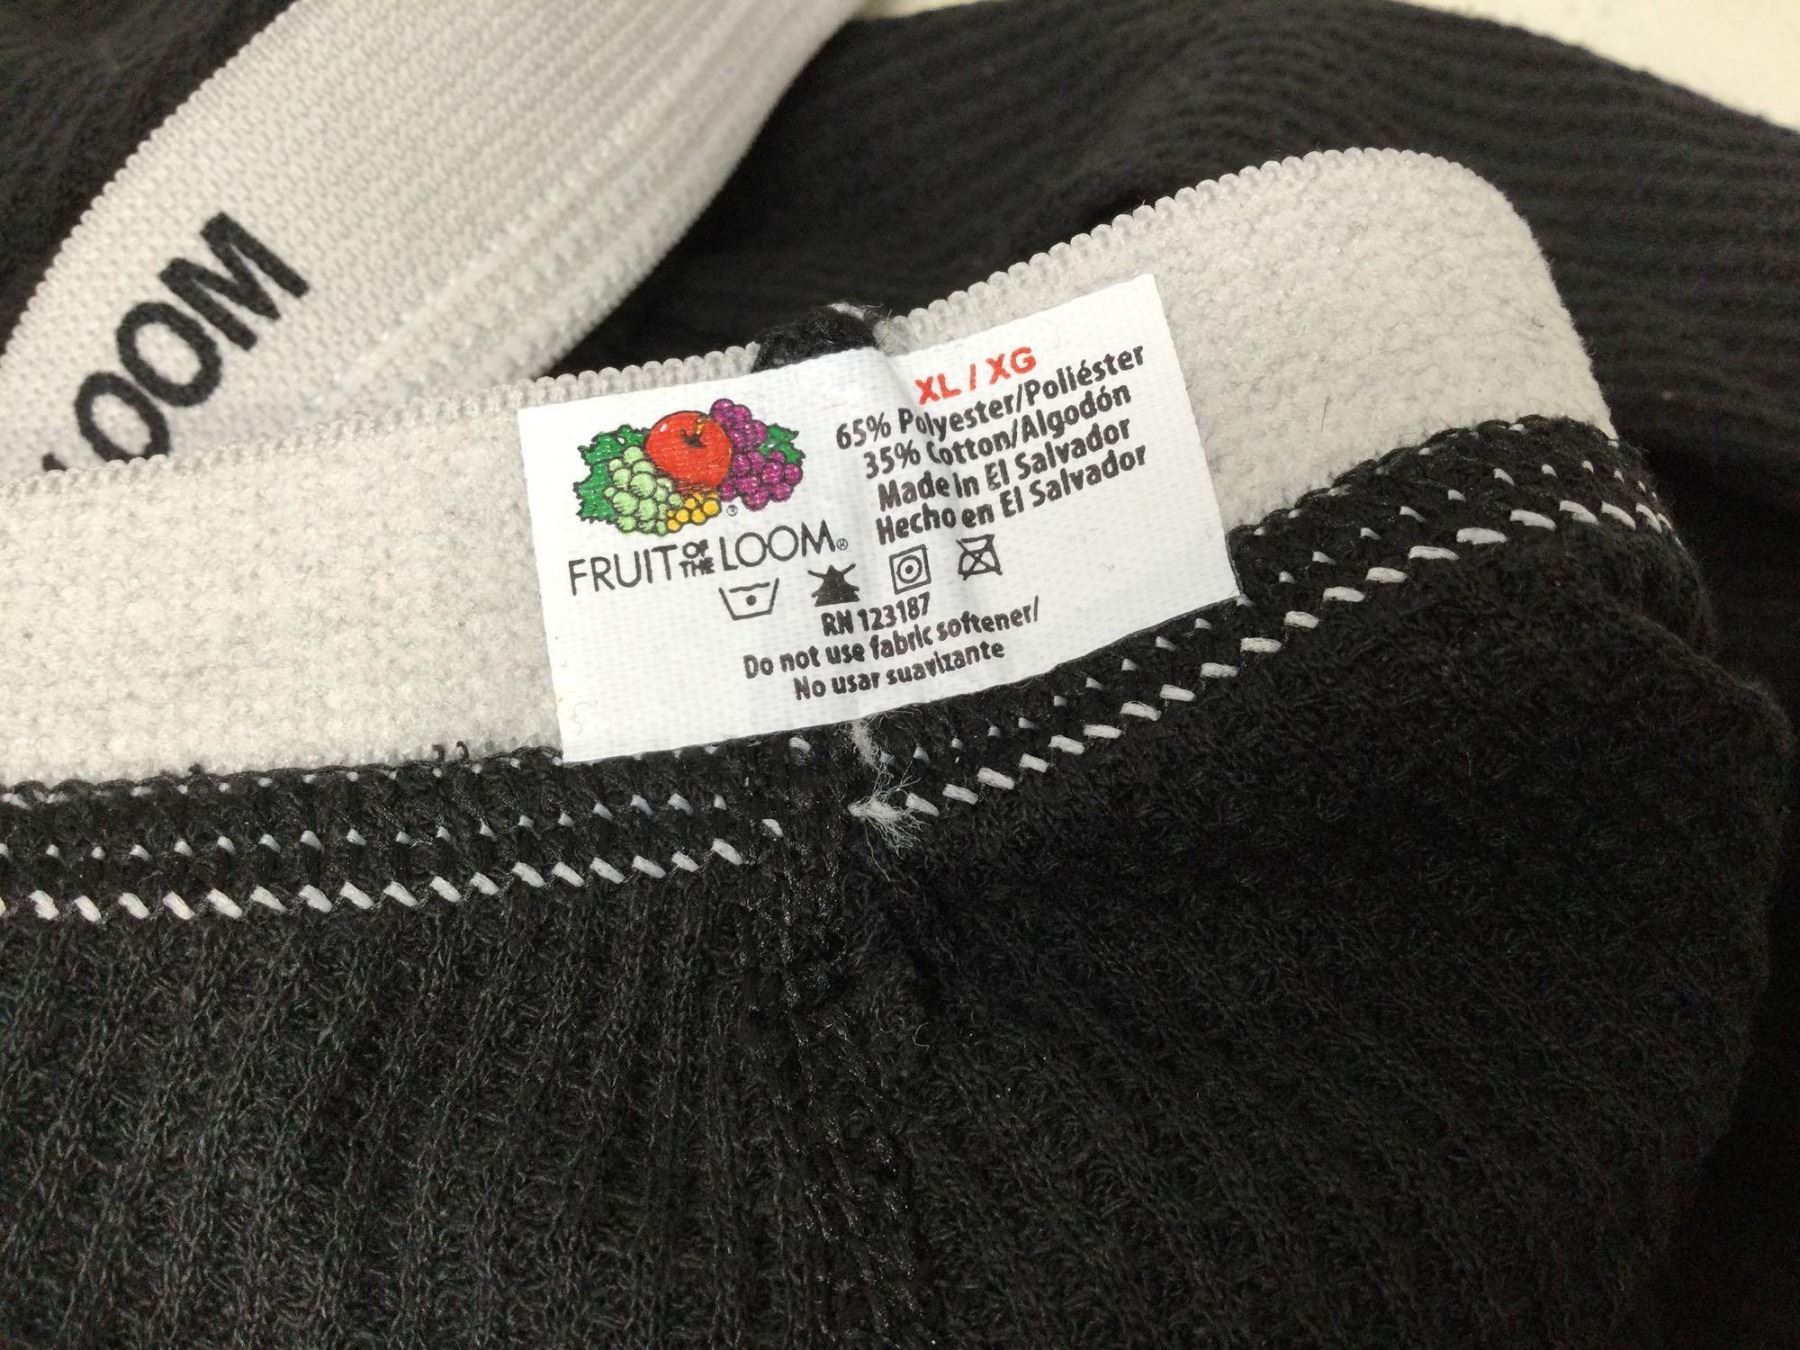 LOOM
XL / XG
65% Polyester/Poliéster
35% Cotton/Algodón
Made In El Salvador
Hecho en El Salvador
FRUIT OF THE LOOM®
RN 123187
Do not use fabric softener/
No usar suavizante